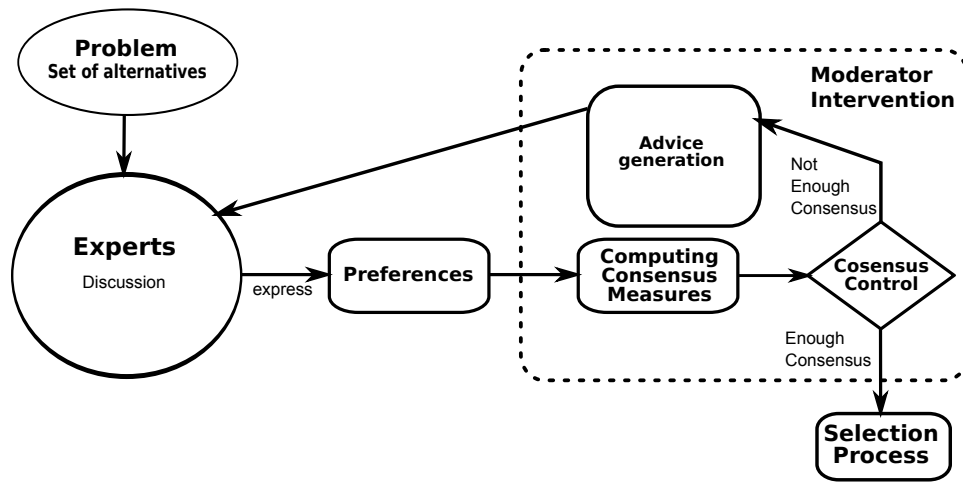 Problem
Set of alternatives
Moderator
Intervention
Advice
generation
Not
Enough
Consensus
Experts
Discussion
express
Preferences
Computing
Consensus
Measures
Cosensus
Control
Enough
Consensus
Selection
Process